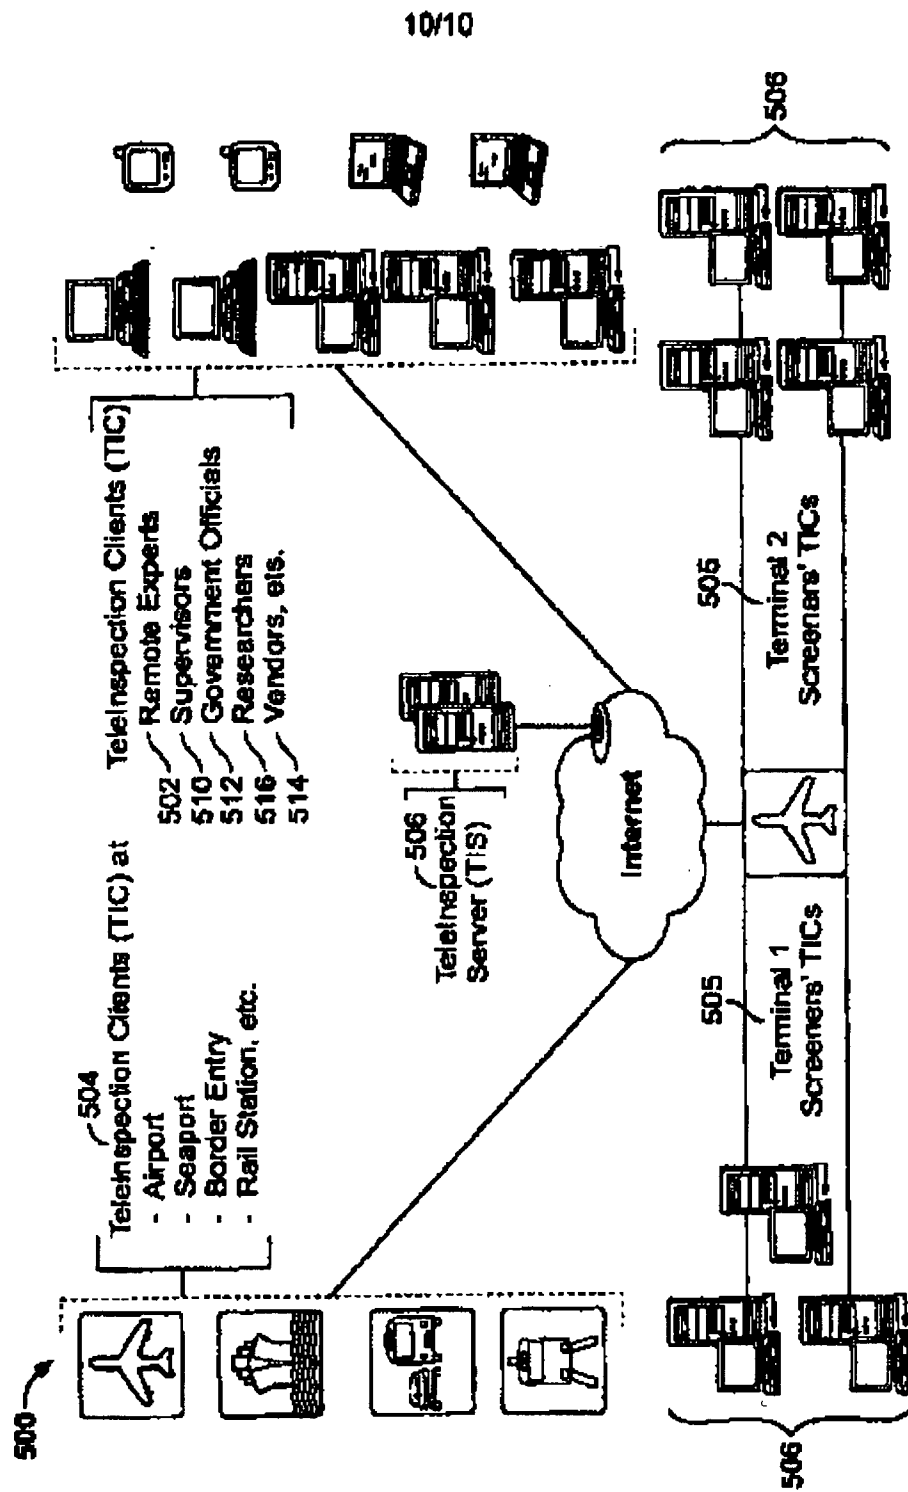 10/10
500
504
TeleInspection Clients (TIC) at
- Airport
- Seaport
- Border Entry
- Rail Station, etc.
TeleInspection Clients (TIC)
502 Remote Experts
510 Supervisors
512 Government Officials
516 Researchers
514 Vendors, ets.
506
TeleInspection
Server (TIS)
Internet
505
Terminal 1
Screeners' TICs
505
Terminal 2
Screeners' TICs
506
506